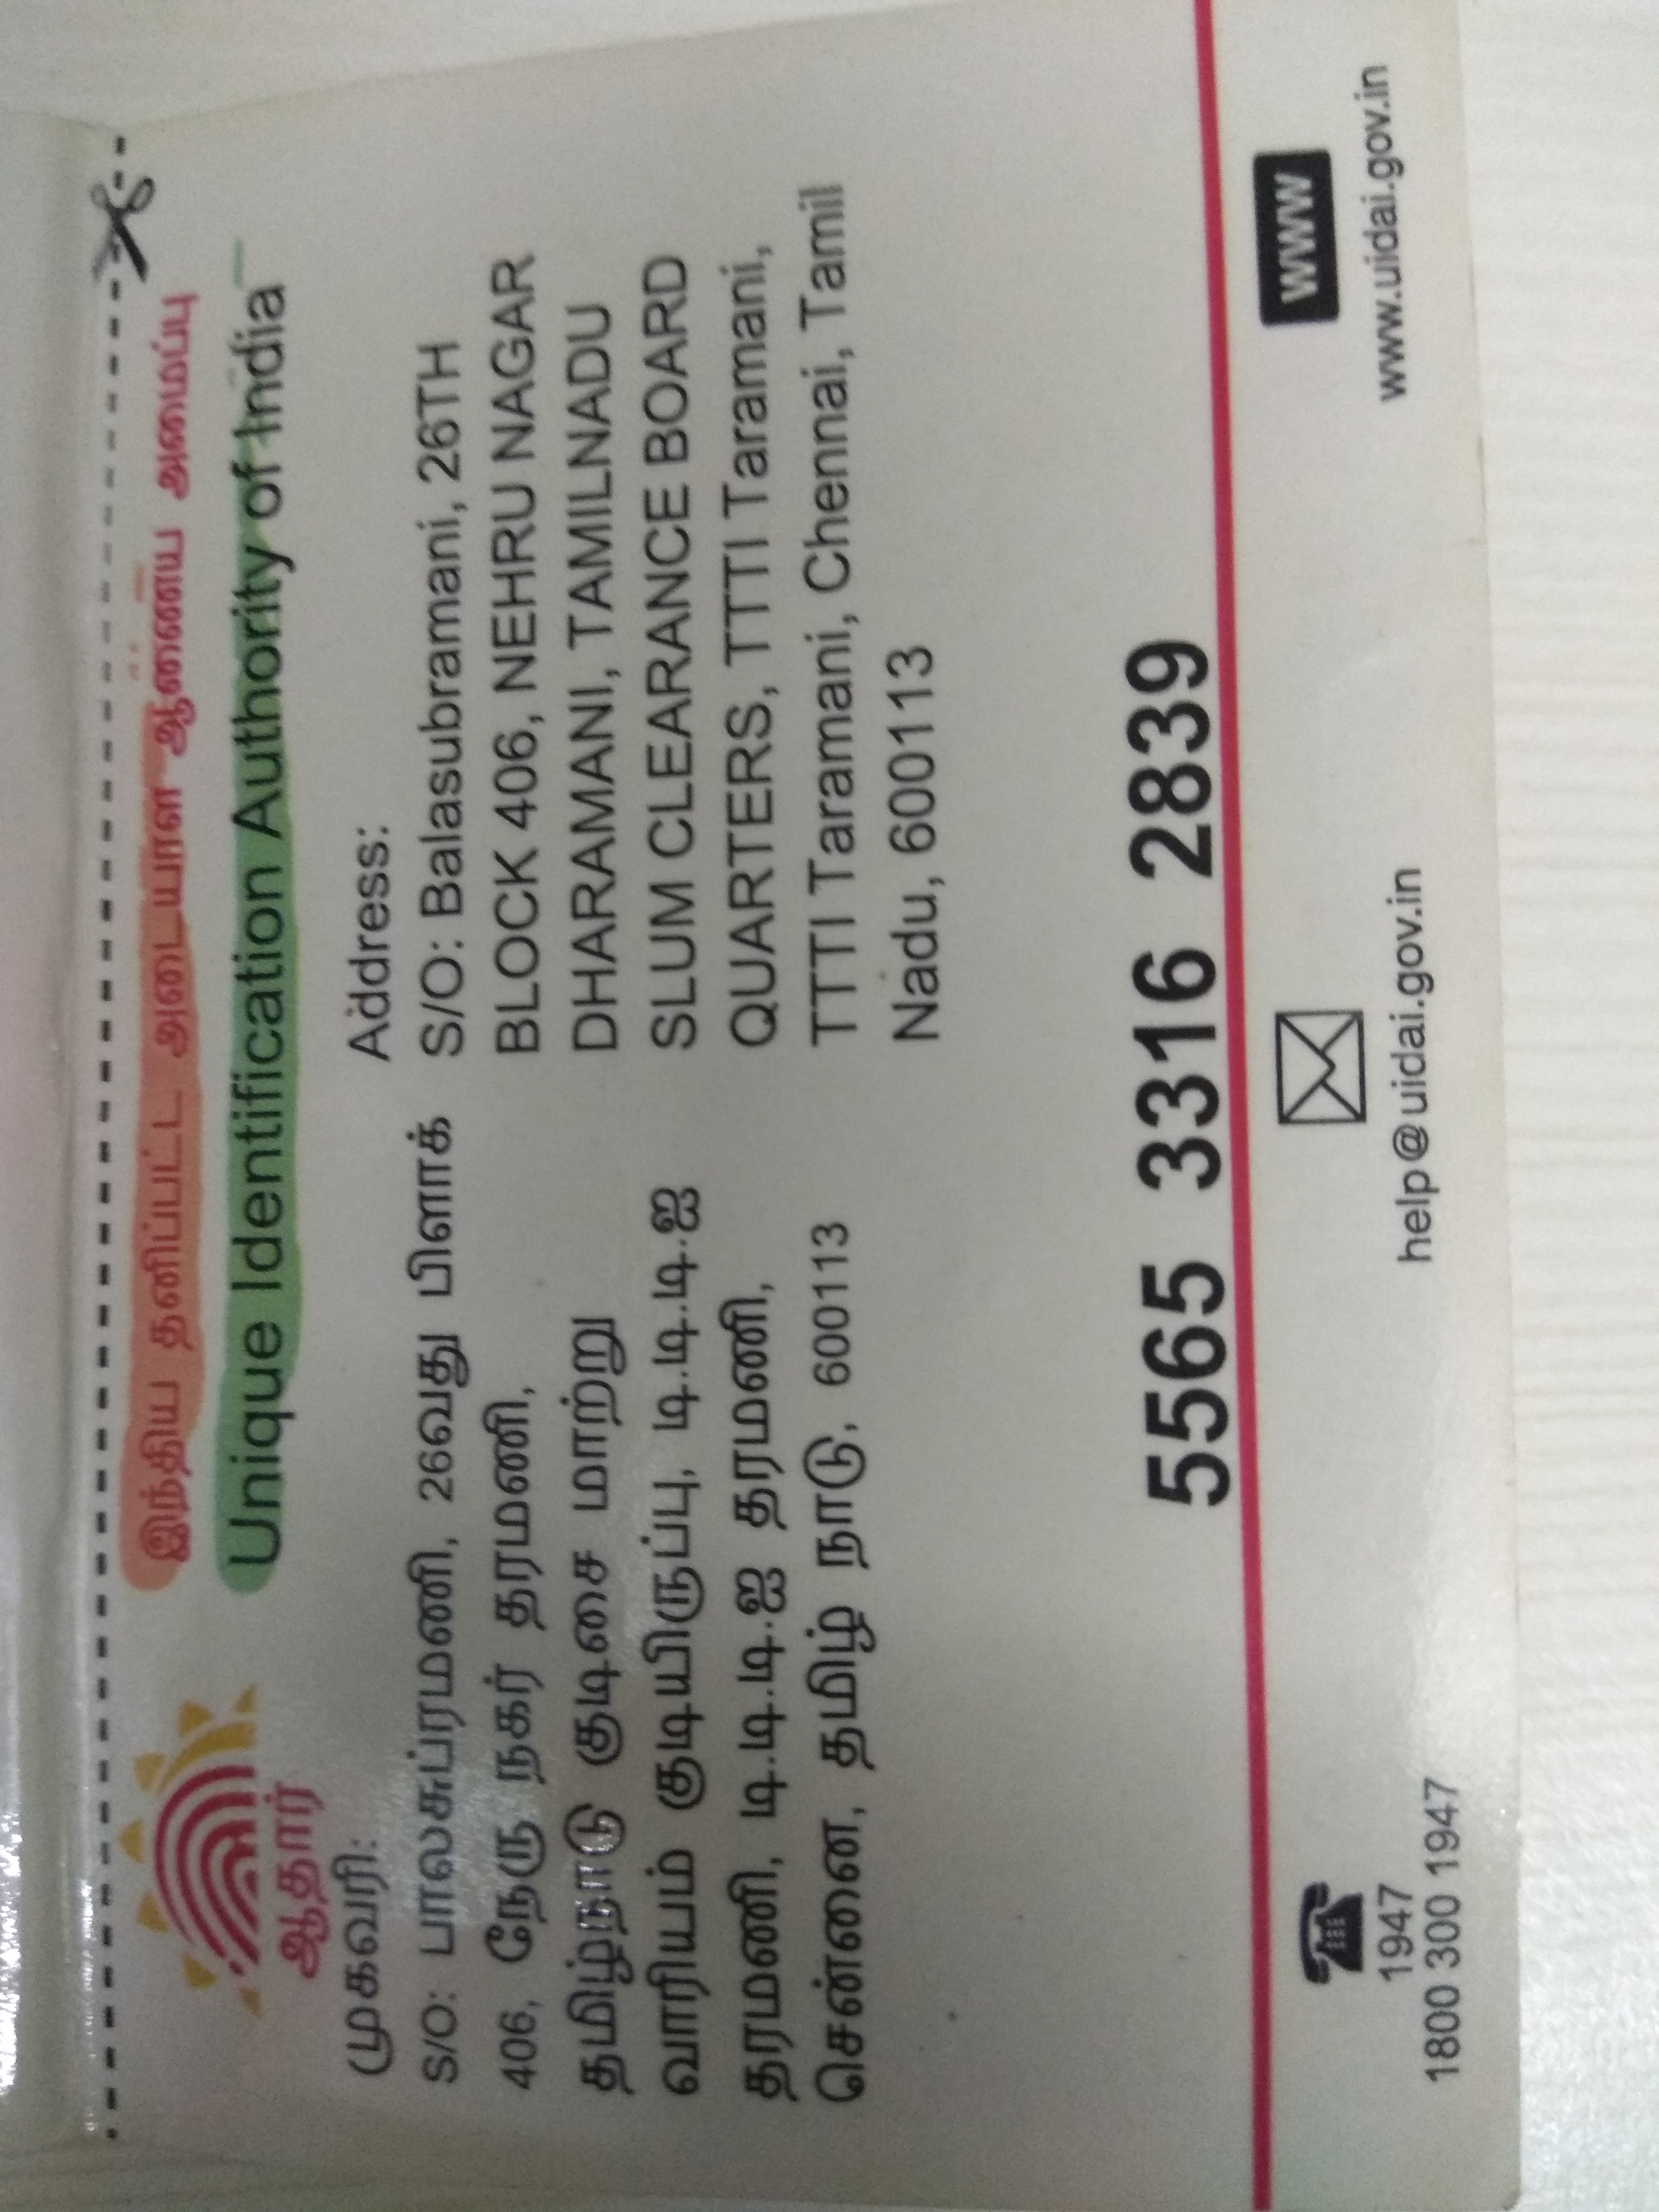 இந்திய தனிப்பட்ட அடையாள ஆணைய அமைப்பு
Unique Identification Authority of India
ஆதார்
முகவரி:
S/O: பாலசுப்ரமணி, 26வது பிளாக்
406, நேரு நகர் தரமணி,
தமிழ்நாடு குடிசை மாற்று
வாரியம் குடியிருப்பு, டி.டி.டி.ஐ
தரமணி, டி.டி.டி.ஐ தரமணி,
சென்னை, தமிழ் நாடு, 600113
Address:
S/O: Balasubramani, 26TH
BLOCK 406, NEHRU NAGAR
DHARAMANI, TAMILNADU
SLUM CLEARANCE BOARD
QUARTERS, TTTI Taramani,
TTTI Taramani, Chennai, Tamil
Nadu, 600113
5565 3316 2839
1947
1800 300 1947
help@uidai.gov.in
WWW
www.uidai.gov.in